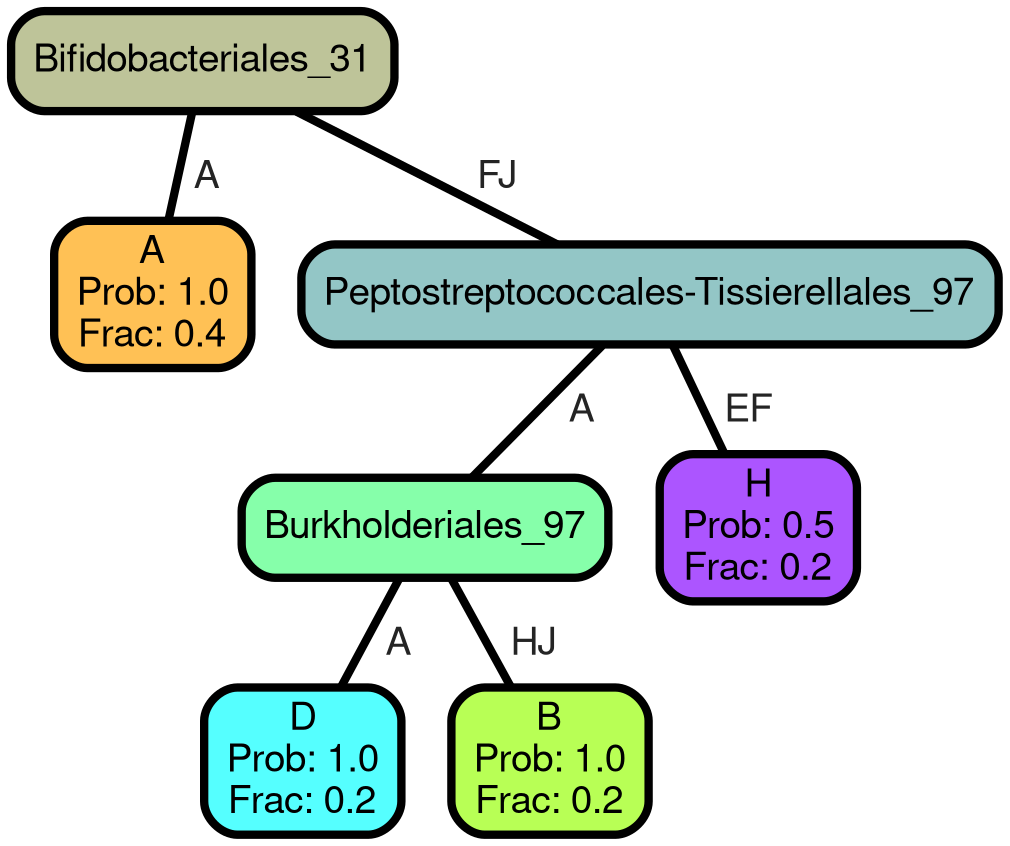 Bifidobacteriales_31
A
FJ
A
Prob: 1.0
Frac: 0.4
Peptostreptococcales-Tissierellales_97
A
EF
Burkholderiales_97
H
Prob: 0.5
Frac: 0.2
A
HJ
D
Prob: 1.0
Frac: 0.2
B
Prob: 1.0
Frac: 0.2